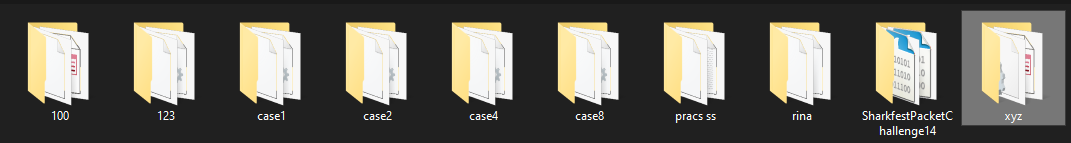 100
123
case1
case2
case4
case8
pracs ss
rina
SharkfestPacketC
hallenge14
xyz